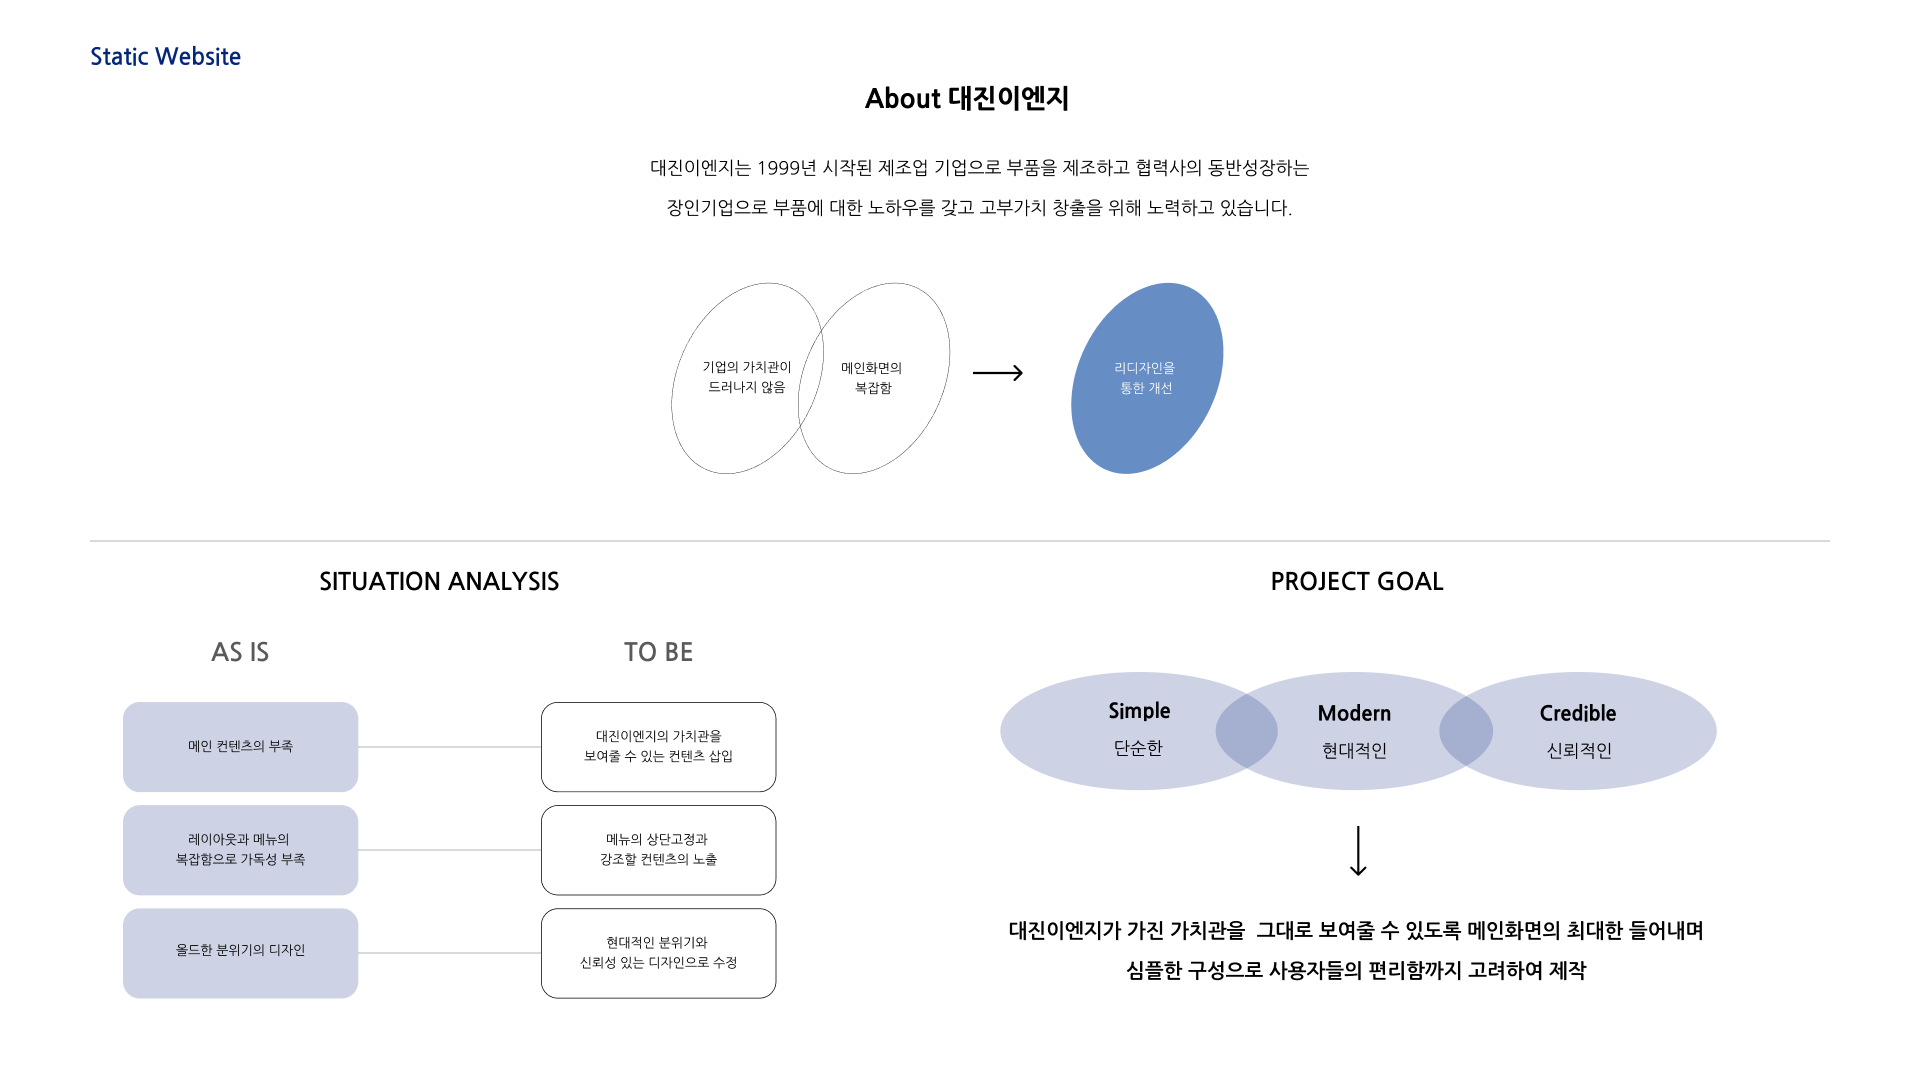 Static Website
About 대진이엔지
대진이엔지는 1999년 시작된 제조업 기업으로 부품을 제조하고 협력사의 동반성장하는
장인기업으로 부품에 대한 노하우를 갖고 고부가치 창출을 위해 노력하고 있습니다.
기업의 가치관이
드러나지 않음
메인화면의
복잡함
리디자인을
통한 개선
SITUATION ANALYSIS
AS IS
TO BE
메인 컨텐츠의 부족
대진이엔지의 가치관을
보여줄 수 있는 컨텐츠 삽입
레이아웃과 메뉴의
복잡함으로 가독성 부족
메뉴의 상단고정과
강조할 컨텐츠의 노출
올드한 분위기의 디자인
현대적인 분위기와
신뢰성 있는 디자인으로 수정
PROJECT GOAL
Simple
단순한
Modern
현대적인
Credible
신뢰적인
대진이엔지가 가진 가치관을 그대로 보여줄 수 있도록 메인화면의 최대한 들어내며
심플한 구성으로 사용자들의 편리함까지 고려하여 제작